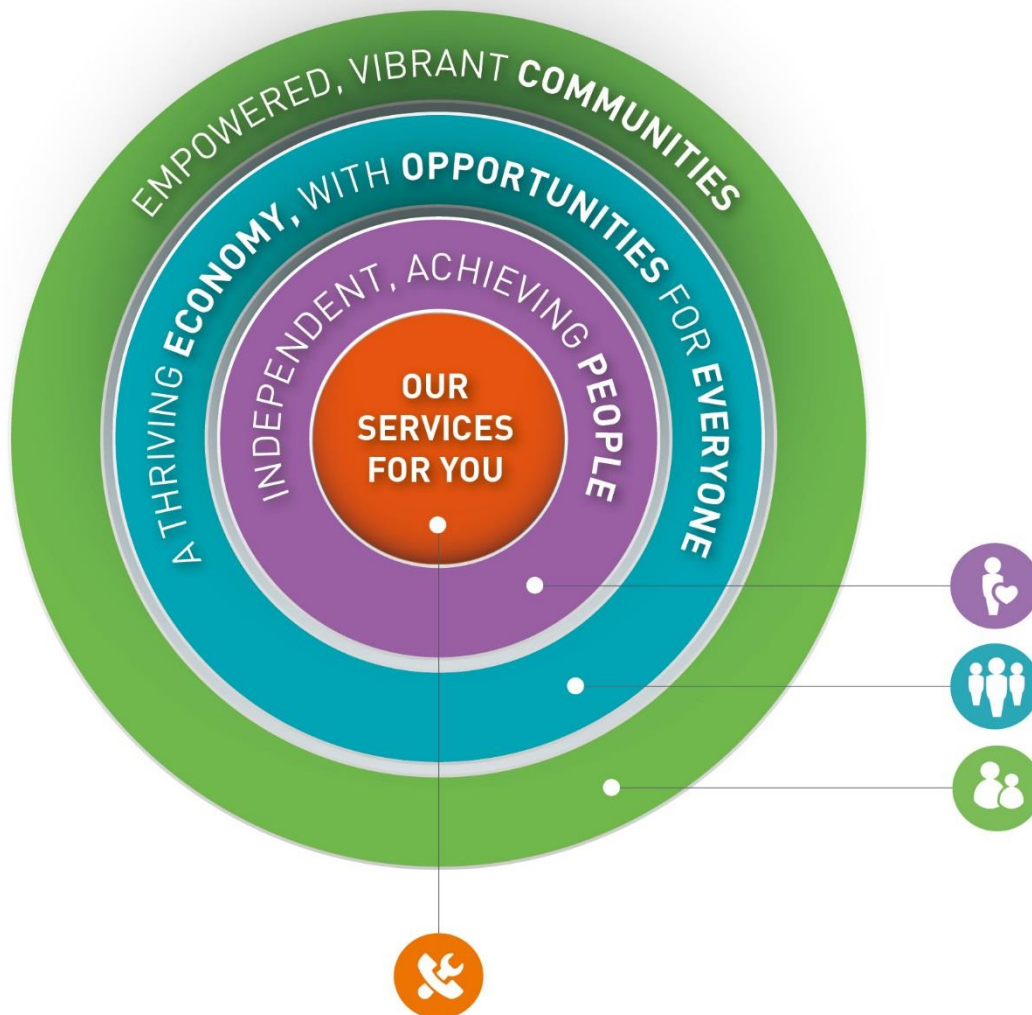 EMPOWERED, VIBRANT COMMUNITIES
A THRIVING ECONOMY, WITH OPPORTUNITIES FOR EVERYONE
INDEPENDENT, ACHIEVING PEOPLE
OUR
SERVICES
FOR YOU